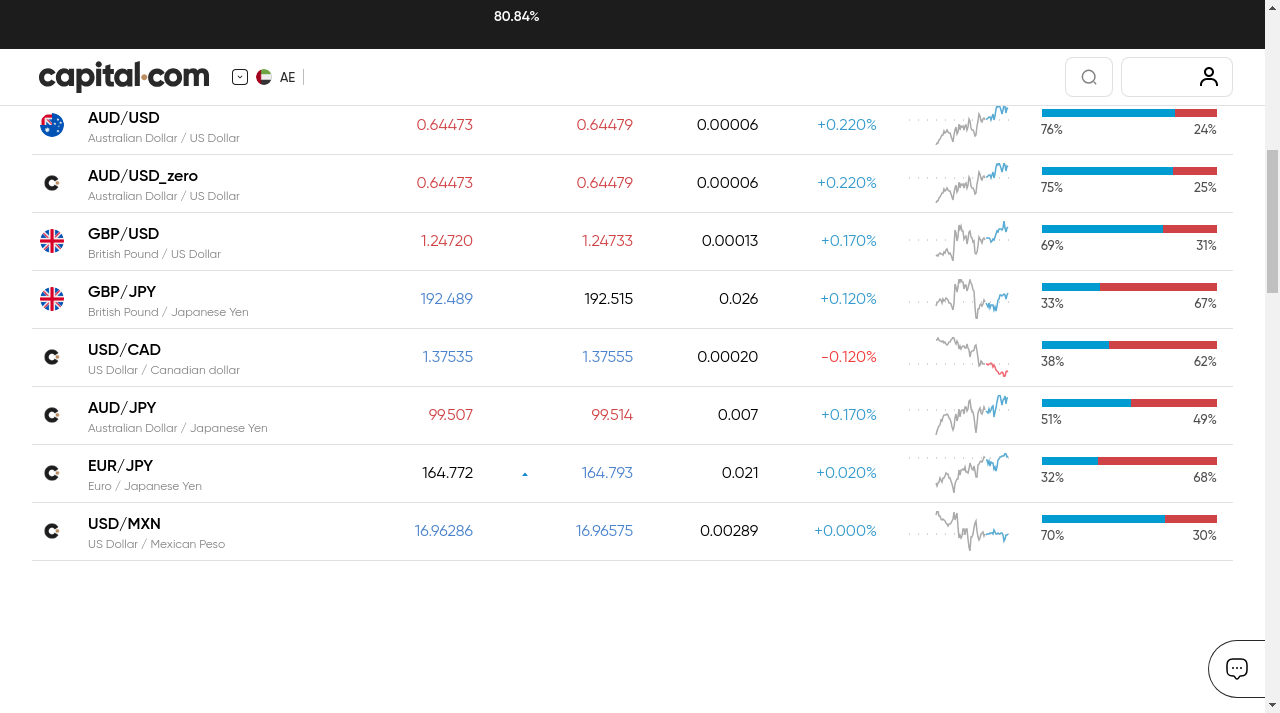 80.84%
capital.com
AE
AUD/USD
Australian Dollar / US Dollar
0.64473
0.64479
0.00006
+0.220%
76%
24%
AUD/USD_zero
Australian Dollar / US Dollar
0.64473
0.64479
0.00006
+0.220%
75%
25%
GBP/USD
British Pound / US Dollar
1.24720
1.24733
0.00013
+0.170%
69%
31%
GBP/JPY
British Pound / Japanese Yen
192.489
192.515
0.026
+0.120%
33%
67%
USD/CAD
US Dollar / Canadian dollar
1.37535
1.37555
0.00020
-0.120%
38%
62%
AUD/JPY
Australian Dollar / Japanese Yen
99.507
99.514
0.007
+0.170%
51%
49%
EUR/JPY
Euro / Japanese Yen
164.772
164.793
0.021
+0.020%
32%
68%
USD/MXN
US Dollar / Mexican Peso
16.96286
16.96575
0.00289
+0.000%
70%
30%